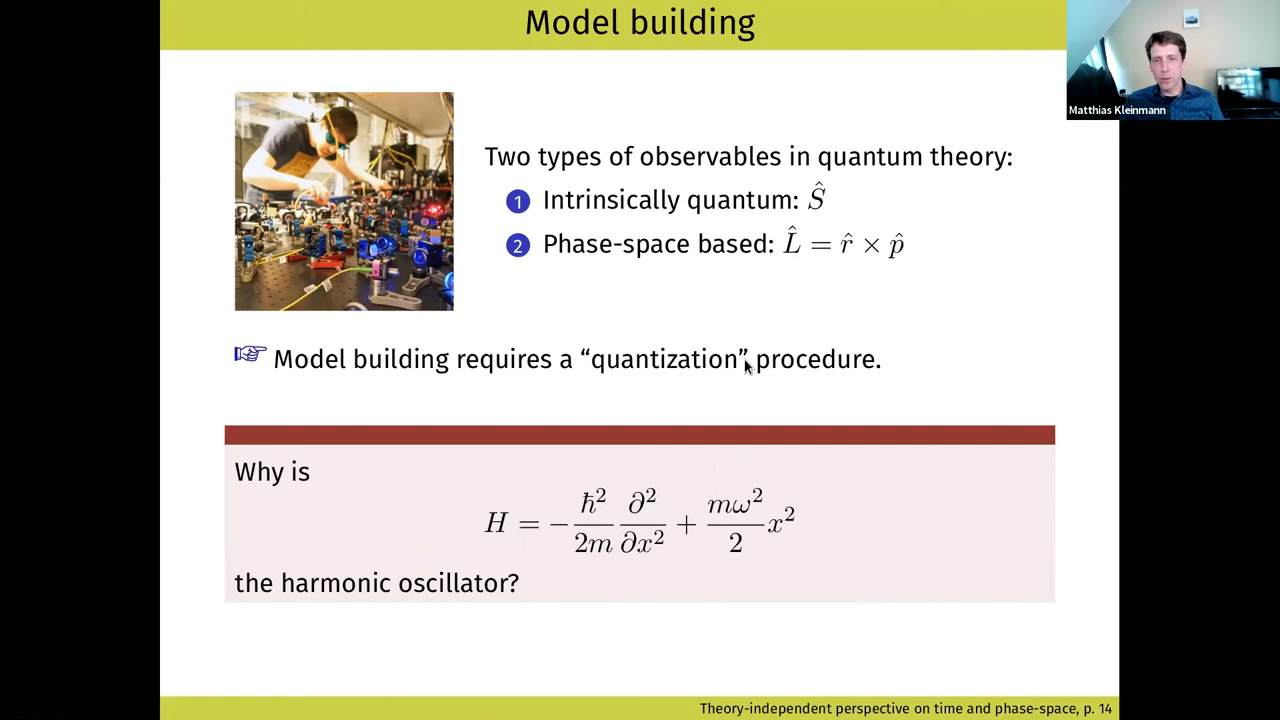 Model building
Matthias Kleinmann
Two types of observables in quantum theory:
1 Intrinsically quantum: Ŝ
2 Phase-space based: L̂ = r̂ × p̂
☞ Model building requires a “quantization” procedure.
Why is
H = −ħ²/2m ∂²/∂x² + mω²/2 x²
the harmonic oscillator?
Theory-independent perspective on time and phase-space, p. 14